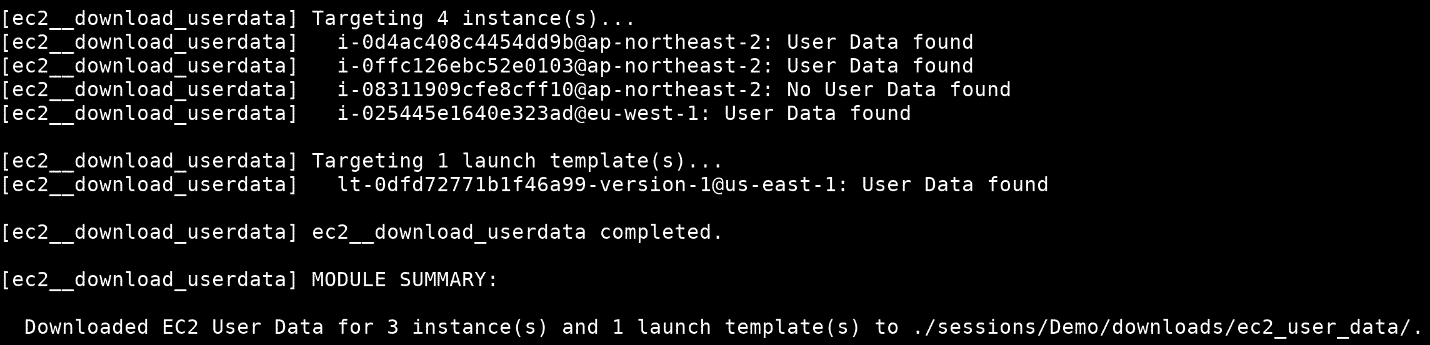 [ec2__download_userdata] Targeting 4 instance(s)...
[ec2__download_userdata]   i-0d4ac408c4454dd9b@ap-northeast-2: User Data found
[ec2__download_userdata]   i-0ffc126ebc52e0103@ap-northeast-2: User Data found
[ec2__download_userdata]   i-08311909cfe8cff10@ap-northeast-2: No User Data found
[ec2__download_userdata]   i-025445e1640e323ad@eu-west-1: User Data found
[ec2__download_userdata] Targeting 1 launch template(s)...
[ec2__download_userdata]   lt-0dfd72771b1f46a99-version-1@us-east-1: User Data found
[ec2__download_userdata] ec2__download_userdata completed.
[ec2__download_userdata] MODULE SUMMARY:
  Downloaded EC2 User Data for 3 instance(s) and 1 launch template(s) to ./sessions/Demo/downloads/ec2_user_data/.